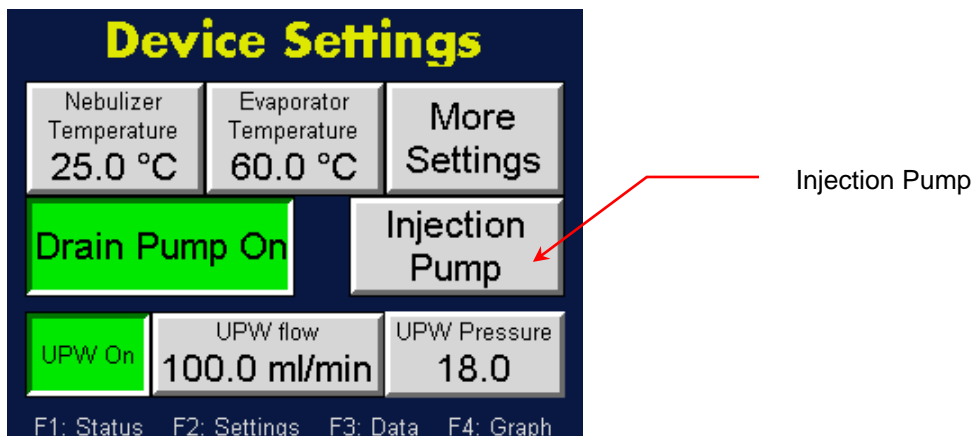 Device Settings
Nebulizer
Temperature
25.0 °C
Evaporator
Temperature
60.0 °C
More
Settings
Injection Pump
Drain Pump On
Injection
Pump
UPW On
UPW flow
100.0 ml/min
UPW Pressure
18.0
F1: Status F2: Settings F3: Data F4: Graph